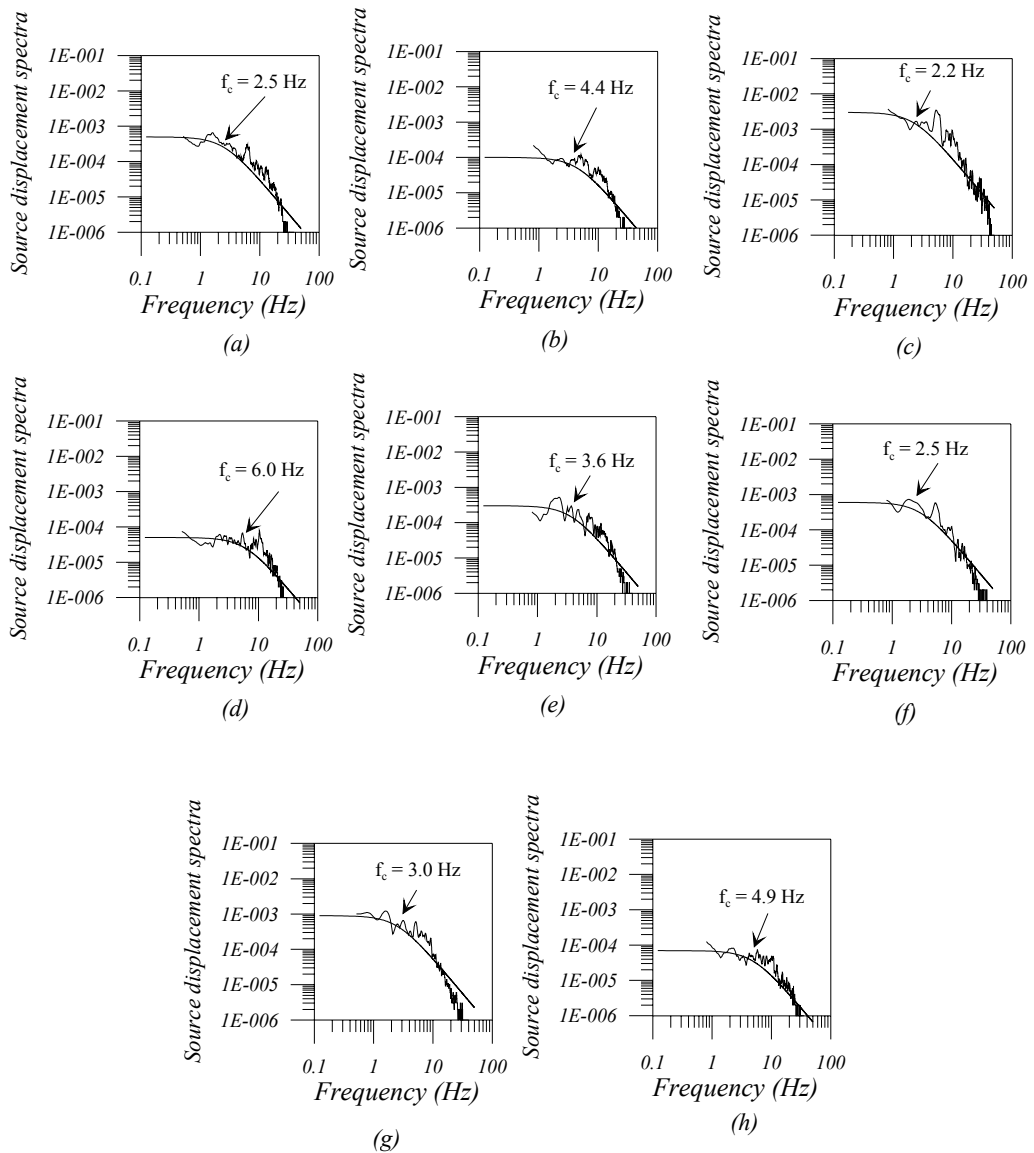 Source displacement spectra
1E-001
1E-002
1E-003
1E-004
1E-005
1E-006
f_c = 2.5 Hz
0.1 1 10 100
Frequency (Hz)
(a)
Source displacement spectra
1E-001
1E-002
1E-003
1E-004
1E-005
1E-006
f_c = 4.4 Hz
0.1 1 10 100
Frequency (Hz)
(b)
Source displacement spectra
1E-001
1E-002
1E-003
1E-004
1E-005
1E-006
f_c = 2.2 Hz
0.1 1 10 100
Frequency (Hz)
(c)
Source displacement spectra
1E-001
1E-002
1E-003
1E-004
1E-005
1E-006
f_c = 6.0 Hz
0.1 1 10 100
Frequency (Hz)
(d)
Source displacement spectra
1E-001
1E-002
1E-003
1E-004
1E-005
1E-006
f_c = 3.6 Hz
0.1 1 10 100
Frequency (Hz)
(e)
Source displacement spectra
1E-001
1E-002
1E-003
1E-004
1E-005
1E-006
f_c = 2.5 Hz
0.1 1 10 100
Frequency (Hz)
(f)
Source displacement spectra
1E-001
1E-002
1E-003
1E-004
1E-005
1E-006
f_c = 3.0 Hz
0.1 1 10 100
Frequency (Hz)
(g)
Source displacement spectra
1E-001
1E-002
1E-003
1E-004
1E-005
1E-006
f_c = 4.9 Hz
0.1 1 10 100
Frequency (Hz)
(h)